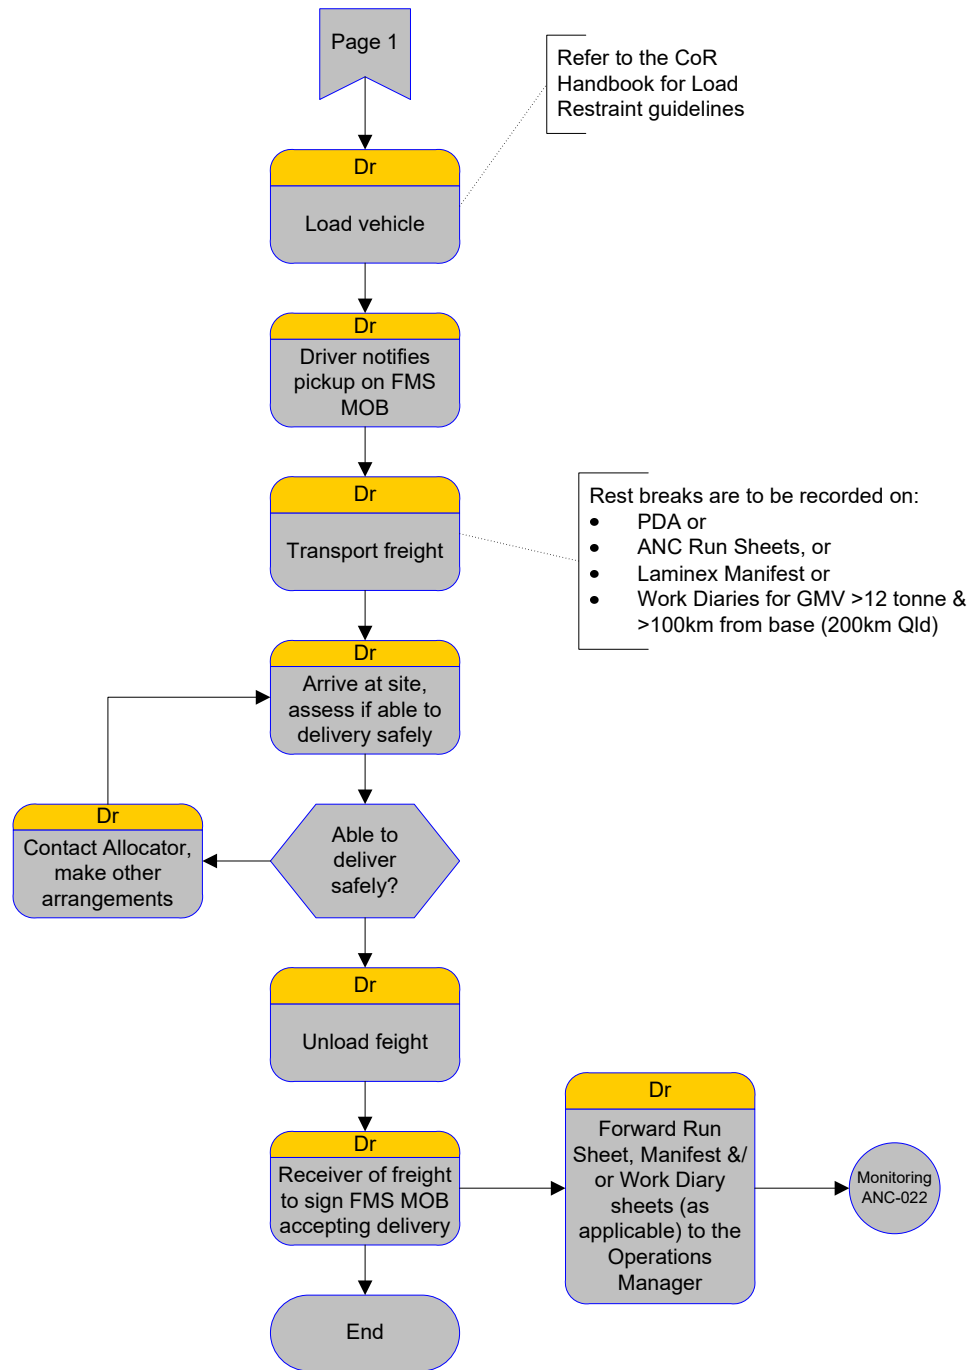 Page 1
Refer to the CoR
Handbook for Load
Restraint guidelines
Dr
Load vehicle
Dr
Driver notifies
pickup on FMS
MOB
Dr
Transport freight
Rest breaks are to be recorded on:
• PDA or
• ANC Run Sheets, or
• Laminex Manifest or
• Work Diaries for GMV >12 tonne &
>100km from base (200km Qld)
Dr
Arrive at site,
assess if able to
delivery safely
Dr
Contact Allocator,
make other
arrangements
Able to
deliver
safely?
Dr
Unload feight
Dr
Receiver of freight
to sign FMS MOB
accepting delivery
Dr
Forward Run
Sheet, Manifest &/
or Work Diary
sheets (as
applicable) to the
Operations
Manager
Monitoring
ANC-022
End